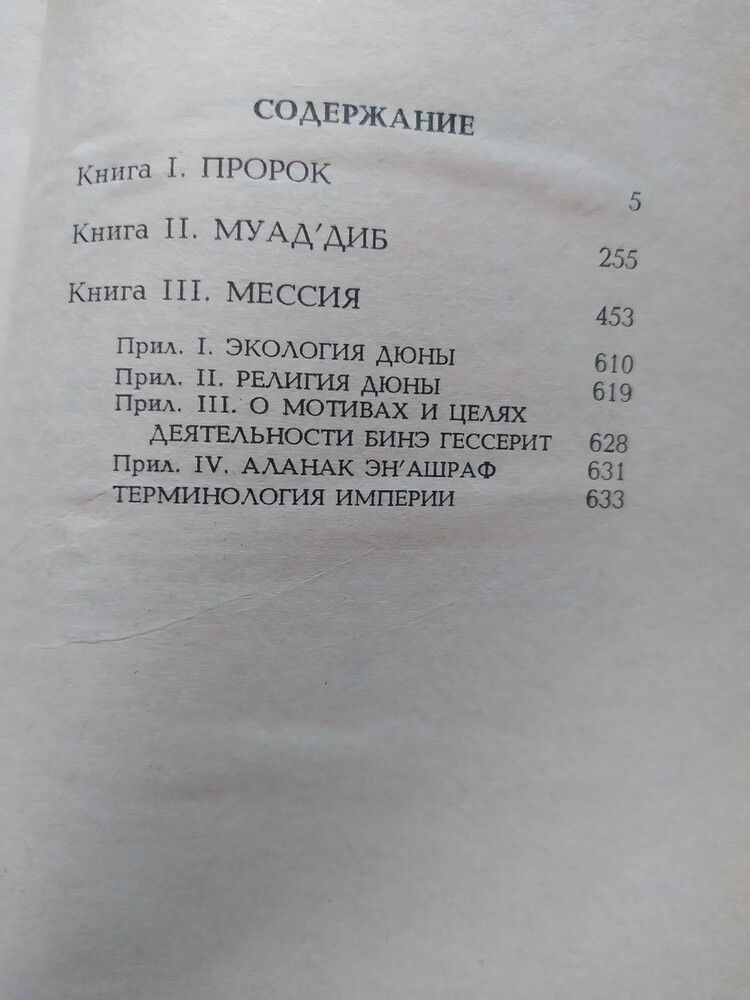 СОДЕРЖАНИЕ
Книга I. ПРОРОК 5
Книга II. МУАД'ДИБ 255
Книга III. МЕССИЯ 453
Прил. I. ЭКОЛОГИЯ ДЮНЫ 610
Прил. II. РЕЛИГИЯ ДЮНЫ 619
Прил. III. О МОТИВАХ И ЦЕЛЯХ
ДЕЯТЕЛЬНОСТИ БИНЭ ГЕССЕРИТ 628
Прил. IV. АЛАНАК ЭН'АШРАФ 631
ТЕРМИНОЛОГИЯ ИМПЕРИИ 633